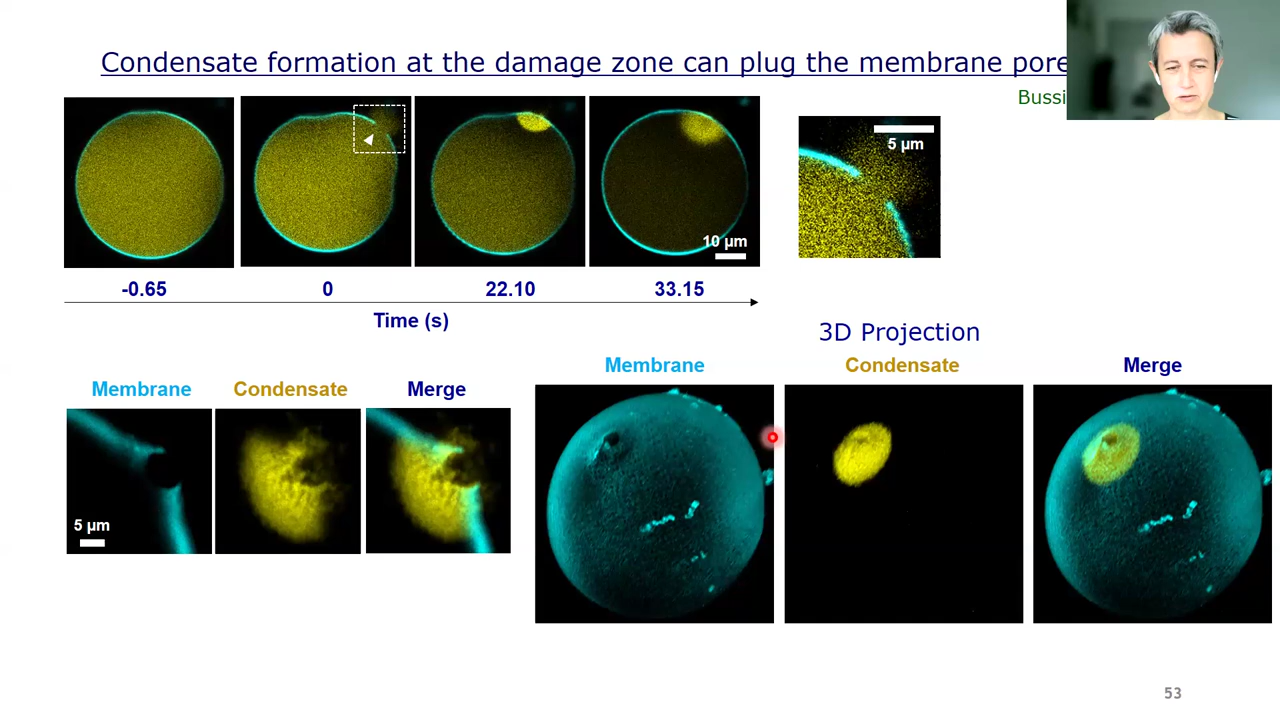 Condensate formation at the damage zone can plug the membrane pore
Bussi
5 µm
10 µm
-0.65 0 22.10 33.15
Time (s)
3D Projection
Membrane Condensate Merge
Membrane Condensate Merge
5 µm
53